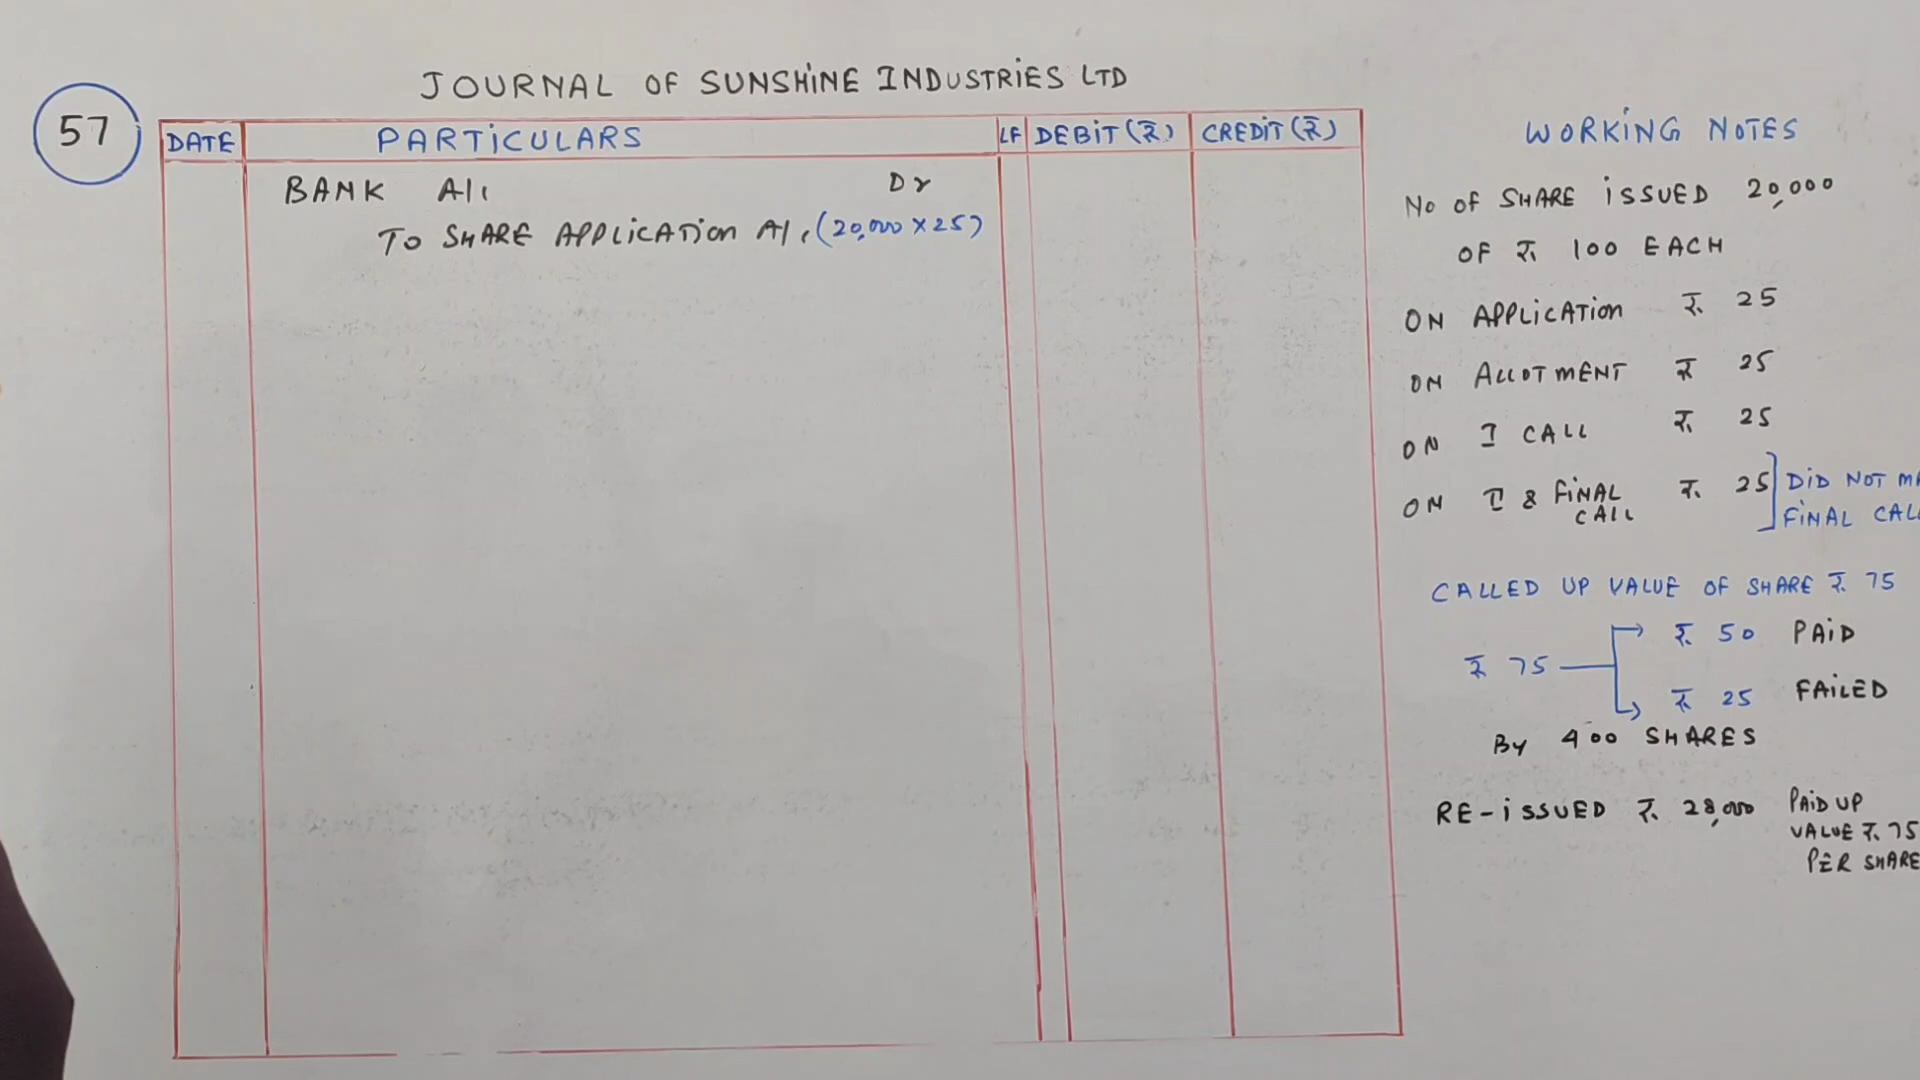 JOURNAL OF SUNSHINE INDUSTRIES LTD
57
DATE PARTICULARS LF DEBIT (₹) CREDIT (₹)
BANK A/c Dr
TO SHARE APPLICATION A/c (20,000 × 25)
WORKING NOTES
NO OF SHARE ISSUED 20,000
OF ₹ 100 EACH
ON APPLICATION ₹ 25
ON ALLOTMENT ₹ 25
ON I CALL ₹ 25
ON II & FINAL CALL ₹ 25
DID NOT
FINAL
CALLED UP VALUE OF SHARE ₹ 75
₹ 50 PAID
₹ 75
₹ 25 FAILED
BY 400 SHARES
RE-ISSUED ₹ 28,000 PAID UP
VALUE ₹ 75
PER SHARE